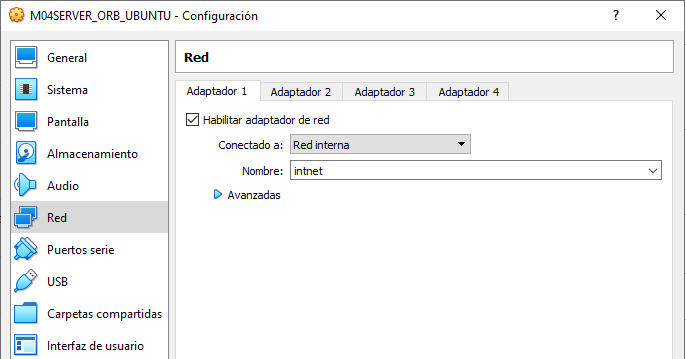 M04SERVER_ORB_UBUNTU - Configuración
?
General
Sistema
Pantalla
Almacenamiento
Audio
Red
Puertos serie
USB
Carpetas compartidas
Interfaz de usuario
Red
Adaptador 1 Adaptador 2 Adaptador 3 Adaptador 4
Habilitar adaptador de red
Conectado a: Red interna
Nombre: intnet
Avanzadas